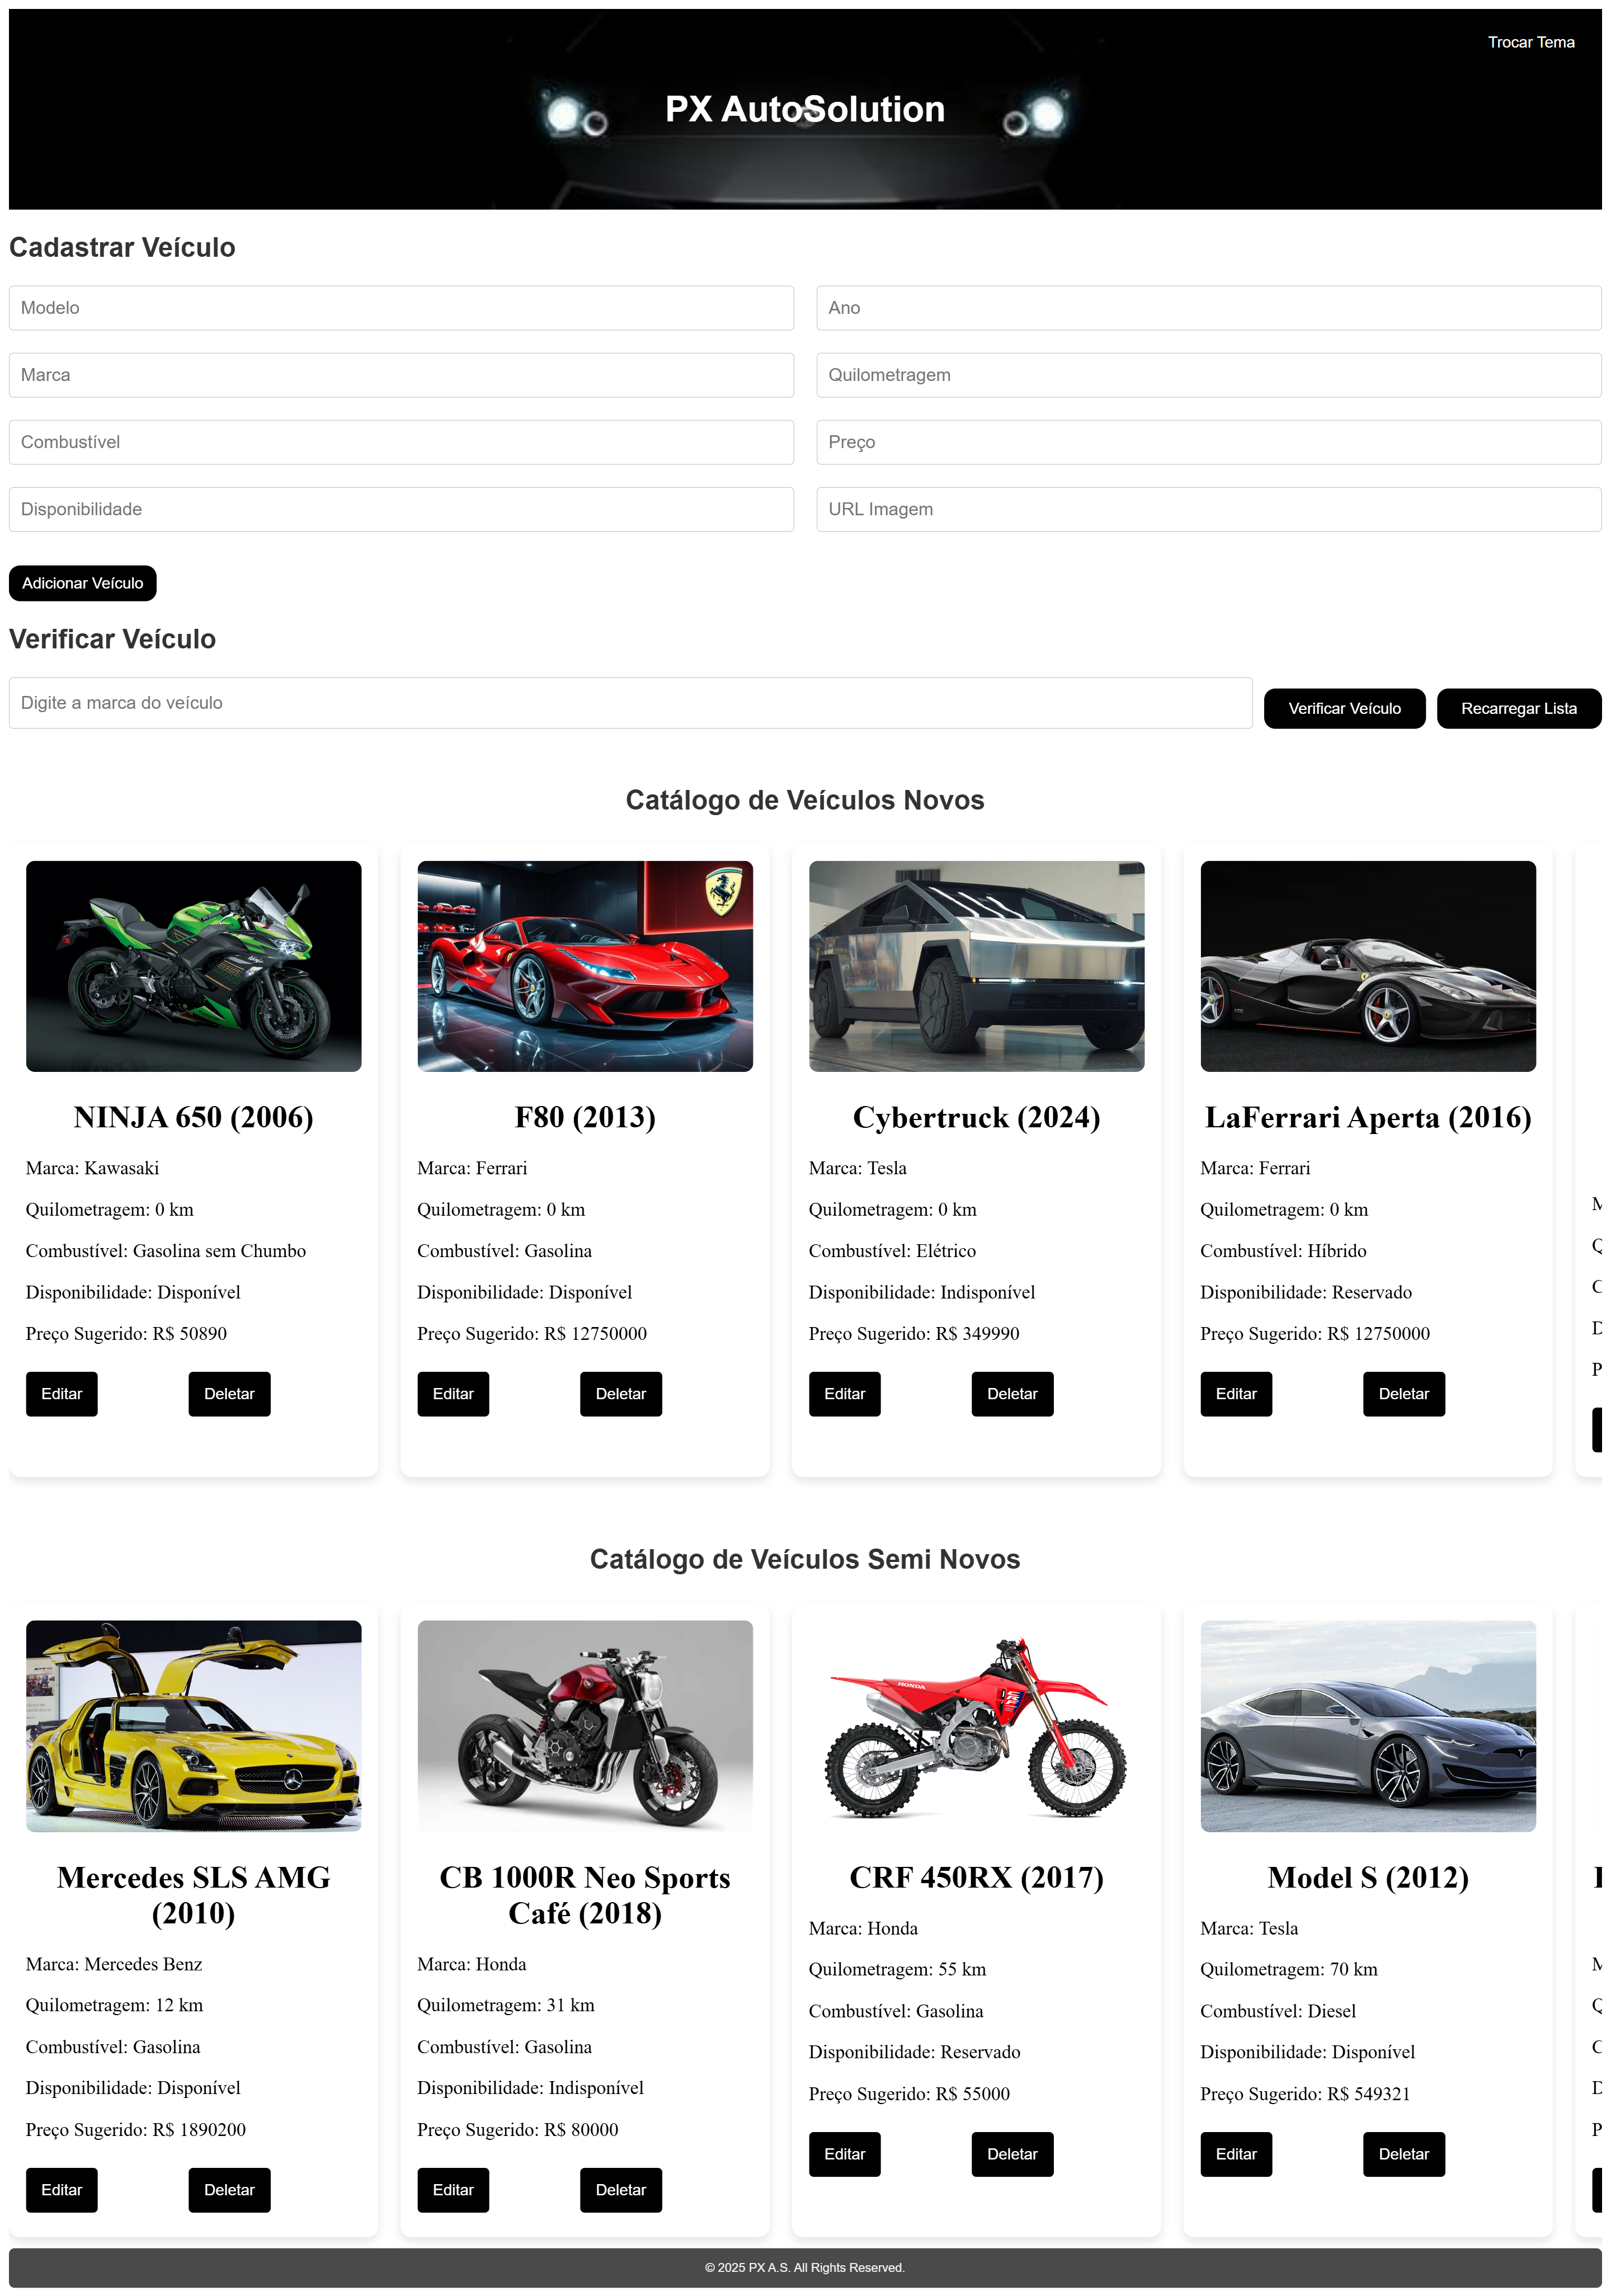 Trocar Tema
PX AutoSolution
Cadastrar Veículo
Modelo
Ano
Marca
Quilometragem
Combustível
Preço
Disponibilidade
URL Imagem
Adicionar Veículo
Verificar Veículo
Digite a marca do veículo
Verificar Veículo
Recarregar Lista
Catálogo de Veículos Novos
NINJA 650 (2006)
Marca: Kawasaki
Quilometragem: 0 km
Combustível: Gasolina sem Chumbo
Disponibilidade: Disponível
Preço Sugerido: R$ 50890
Editar
Deletar
F80 (2013)
Marca: Ferrari
Quilometragem: 0 km
Combustível: Gasolina
Disponibilidade: Disponível
Preço Sugerido: R$ 12750000
Editar
Deletar
Cybertruck (2024)
Marca: Tesla
Quilometragem: 0 km
Combustível: Elétrico
Disponibilidade: Indisponível
Preço Sugerido: R$ 349990
Editar
Deletar
LaFerrari Aperta (2016)
Marca: Ferrari
Quilometragem: 0 km
Combustível: Híbrido
Disponibilidade: Reservado
Preço Sugerido: R$ 12750000
Editar
Deletar
Catálogo de Veículos Semi Novos
Mercedes SLS AMG
(2010)
Marca: Mercedes Benz
Quilometragem: 12 km
Combustível: Gasolina
Disponibilidade: Disponível
Preço Sugerido: R$ 1890200
Editar
Deletar
CB 1000R Neo Sports
Café (2018)
Marca: Honda
Quilometragem: 31 km
Combustível: Gasolina
Disponibilidade: Indisponível
Preço Sugerido: R$ 80000
Editar
Deletar
HONDA
CRF 450RX (2017)
Marca: Honda
Quilometragem: 55 km
Combustível: Gasolina
Disponibilidade: Reservado
Preço Sugerido: R$ 55000
Editar
Deletar
Model S (2012)
Marca: Tesla
Quilometragem: 70 km
Combustível: Diesel
Disponibilidade: Disponível
Preço Sugerido: R$ 549321
Editar
Deletar
© 2025 PX A.S. All Rights Reserved.